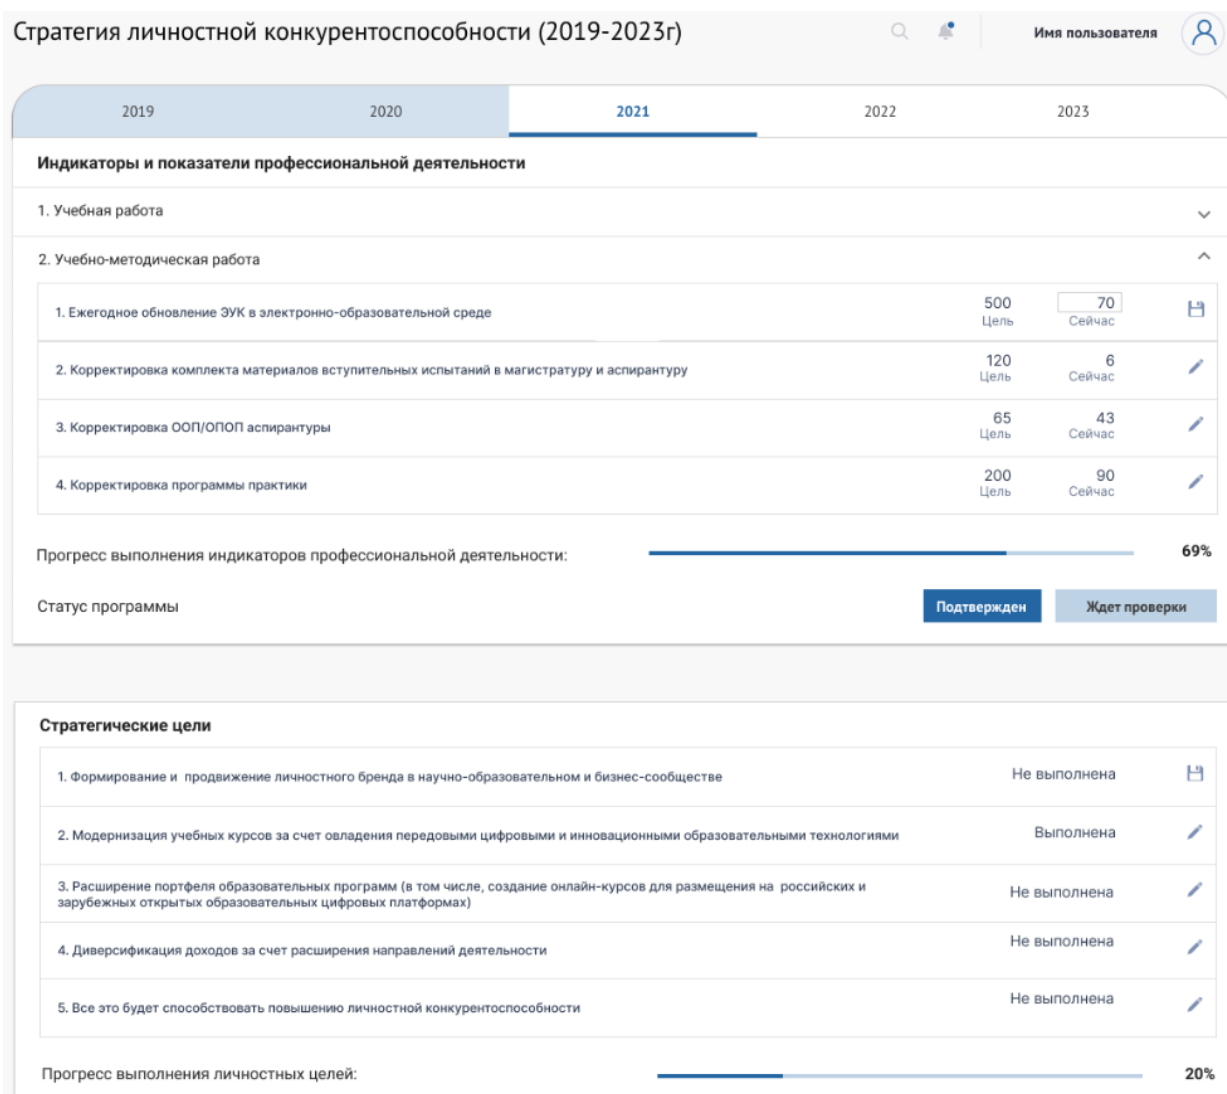 Стратегия личностной конкурентоспособности (2019-2023г)
Имя пользователя
2019 2020 2021 2022 2023
Индикаторы и показатели профессиональной деятельности
1. Учебная работа
2. Учебно-методическая работа
1. Ежегодное обновление ЭУК в электронно-образовательной среде
500 70
Цель Сейчас
2. Корректировка комплекта материалов вступительных испытаний в магистратуру и аспирантуру
120 6
Цель Сейчас
3. Корректировка ООП/ОПОП аспирантуры
65 43
Цель Сейчас
4. Корректировка программы практики
200 90
Цель Сейчас
Прогресс выполнения индикаторов профессиональной деятельности: 69%
Статус программы Подтвержден Ждет проверки
Стратегические цели
1. Формирование и продвижение личностного бренда в научно-образовательном и бизнес-сообществе Не выполнена
2. Модернизация учебных курсов за счет овладения передовыми цифровыми и инновационными образовательными технологиями Выполнена
3. Расширение портфеля образовательных программ (в том числе, создание онлайн-курсов для размещения на российских и
зарубежных открытых образовательных цифровых платформах) Не выполнена
4. Диверсификация доходов за счет расширения направлений деятельности Не выполнена
5. Все это будет способствовать повышению личностной конкурентоспособности Не выполнена
Прогресс выполнения личностных целей: 20%